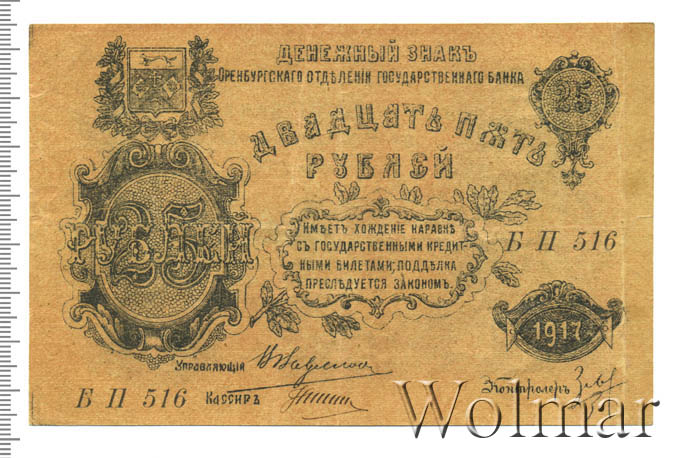 ДЕНЕЖНЫЙ ЗНАКЪ
ОРЕНБУРГСКАГО ОТДѢЛЕНІЯ ГОСУДАРСТВЕННАГО БАНКА
25
ДВАДЦАТЬ ПЯТЬ
РУБЛЕЙ
РУБЛЯМИ
25
ИМѢЕТЪ ХОЖДЕНІЕ НАРАВНѢ
СЪ ГОСУДАРСТВЕННЫМИ КРЕДИТ-
НЫМИ БИЛЕТАМИ; ПОДДѢЛКА
ПРЕСЛѢДУЕТСЯ ЗАКОНОМЪ.
Б П 516
1917
УПРАВЛЯЮЩІЙ
Б П 516
КАССИРЪ
КОНТРОЛЕРЪ
Wolmar